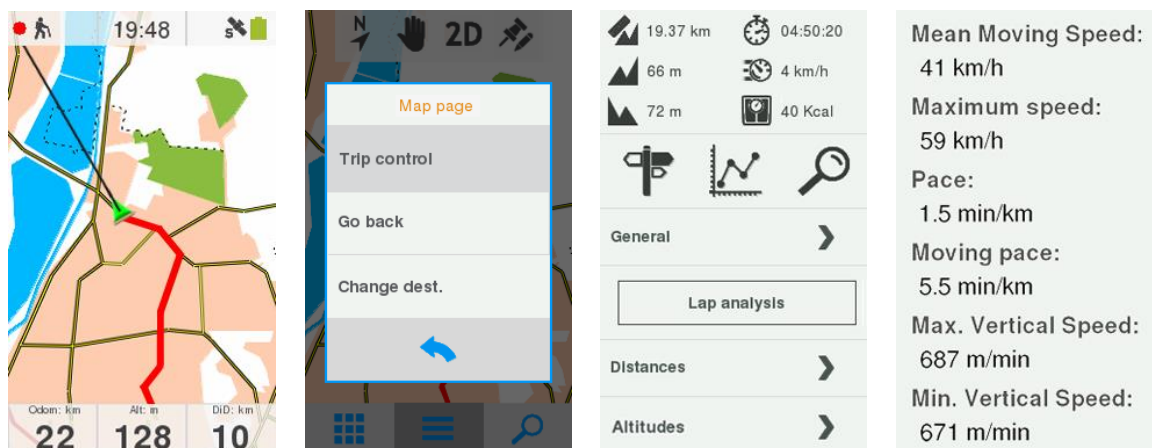 19:48
S
Odom: km
Alt: m
DiD: km
22
128
10
N
2D
Map page
Trip control
Go back
Change dest.
19.37 km
04:50:20
66 m
4 km/h
72 m
40 Kcal
General
Lap analysis
Distances
Altitudes
Mean Moving Speed:
41 km/h
Maximum speed:
59 km/h
Pace:
1.5 min/km
Moving pace:
5.5 min/km
Max. Vertical Speed:
687 m/min
Min. Vertical Speed:
671 m/min